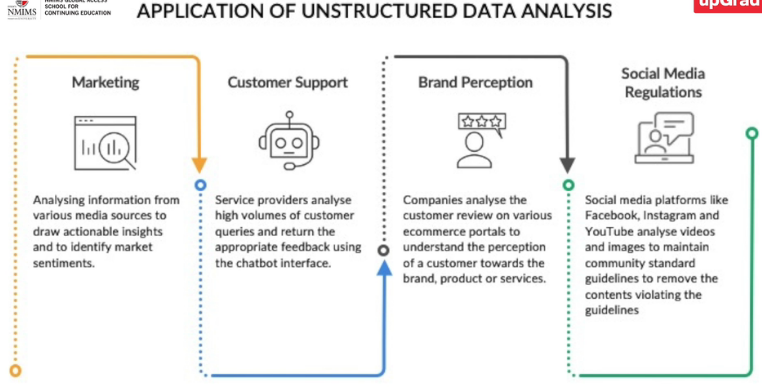 NMIMS
SCHOOL FOR
CONTINUING EDUCATION
APPLICATION OF UNSTRUCTURED DATA ANALYSIS
upGrad
Marketing
Analysing information from
various media sources to
draw actionable insights
and to identify market
sentiments.
Customer Support
Service providers analyse
high volumes of customer
queries and return the
appropriate feedback using
the chatbot interface.
Brand Perception
Companies analyse the
customer review on various
ecommerce portals to
understand the perception
of a customer towards the
brand, product or services.
Social Media
Regulations
Social media platforms like
Facebook, Instagram and
YouTube analyse videos
and images to maintain
community standard
guidelines to remove the
contents violating the
guidelines